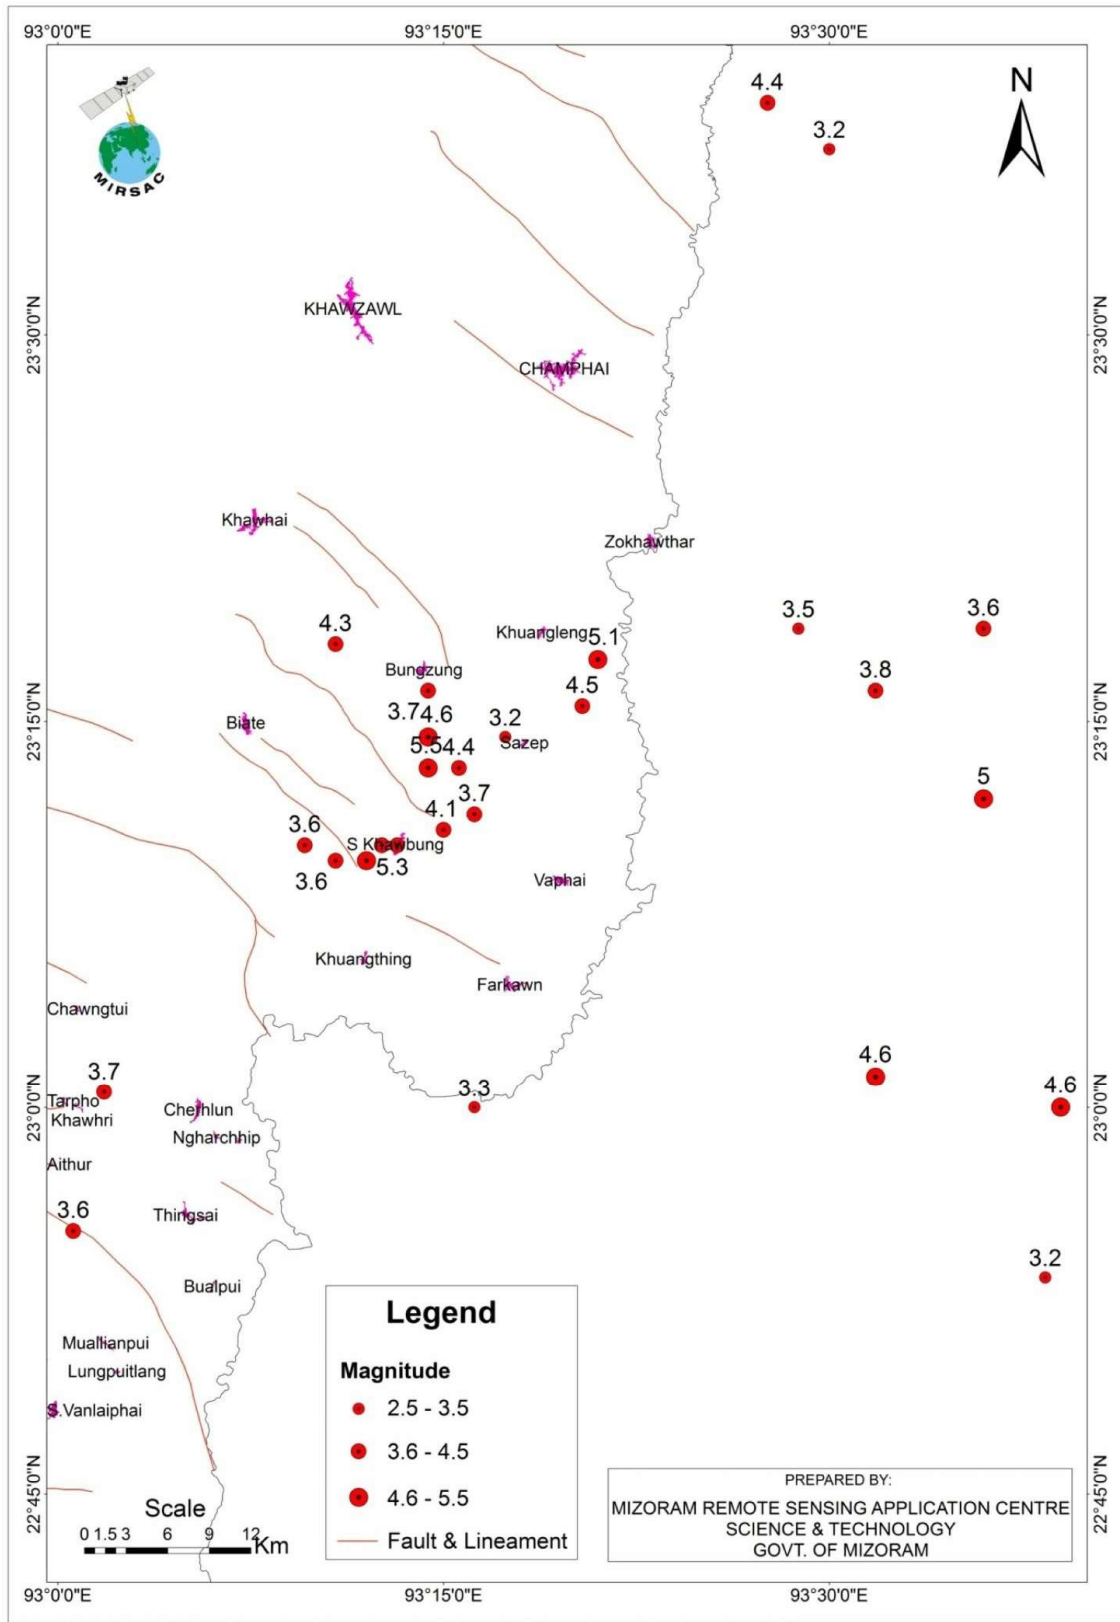 93°0'0"E
93°15'0"E
93°30'0"E
MIRSAC
N
4.4
3.2
KHAWZAWL
23°30'0"N
23°30'0"N
CHAMPHAI
Khawhai
Zokhawthar
4.3
Khuangleng
5.1
3.5
3.6
Bungzung
4.5
3.8
Biate
3.7
4.6
3.2
23°15'0"N
23°15'0"N
Sazep
5.5
4.4
5
3.7
4.1
3.6
S Khawbung
3.6
5.3
Vaphai
Khuangthing
Farkawn
Chawngtui
3.7
4.6
4.6
3.3
Tarpho
Khawhri
Cherhlun
23°0'0"N
23°0'0"N
Ngharchhip
Aithur
3.6
Thingsai
3.2
Bualpui
Muallianpui
Lungpuitlang
S.Vanlaiphai
Legend
Magnitude
2.5 - 3.5
3.6 - 4.5
4.6 - 5.5
Fault & Lineament
22°45'0"N
22°45'0"N
Scale
0 1.5 3 6 9 12
Km
PREPARED BY:
MIZORAM REMOTE SENSING APPLICATION CENTRE
SCIENCE & TECHNOLOGY
GOVT. OF MIZORAM
93°0'0"E
93°15'0"E
93°30'0"E